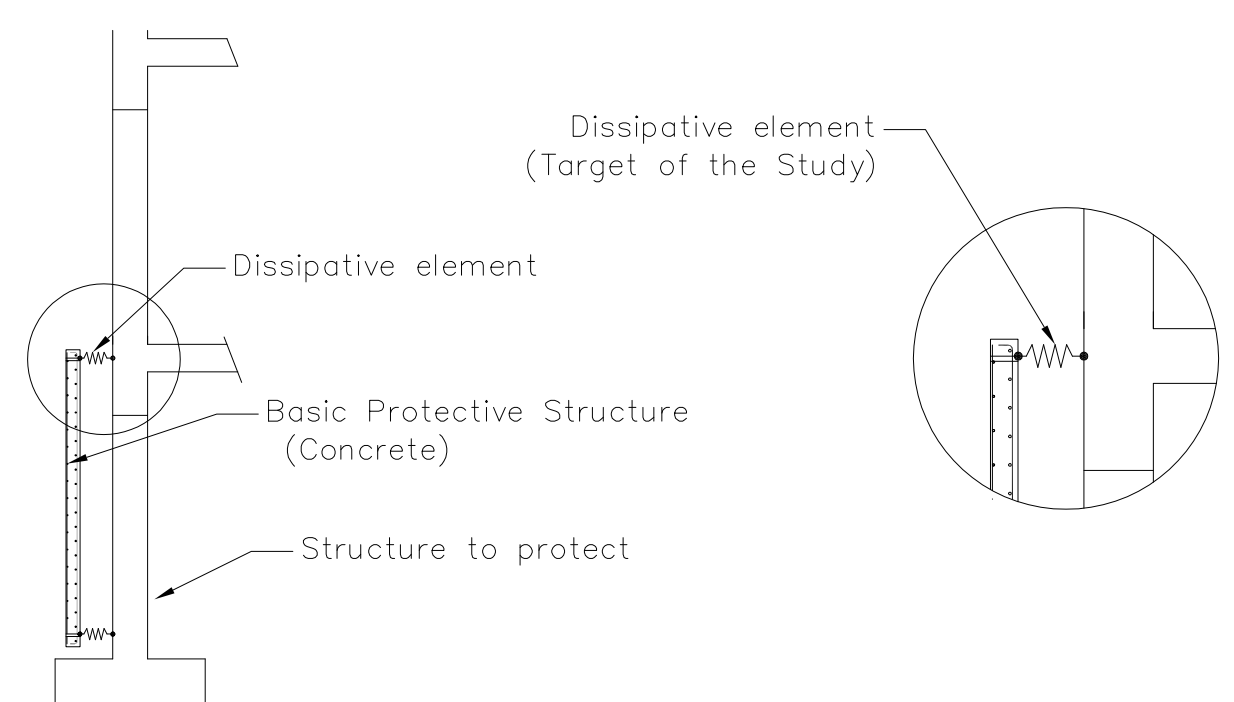 Dissipative element
(Target of the Study)
Dissipative element
Basic Protective Structure
(Concrete)
Structure to protect